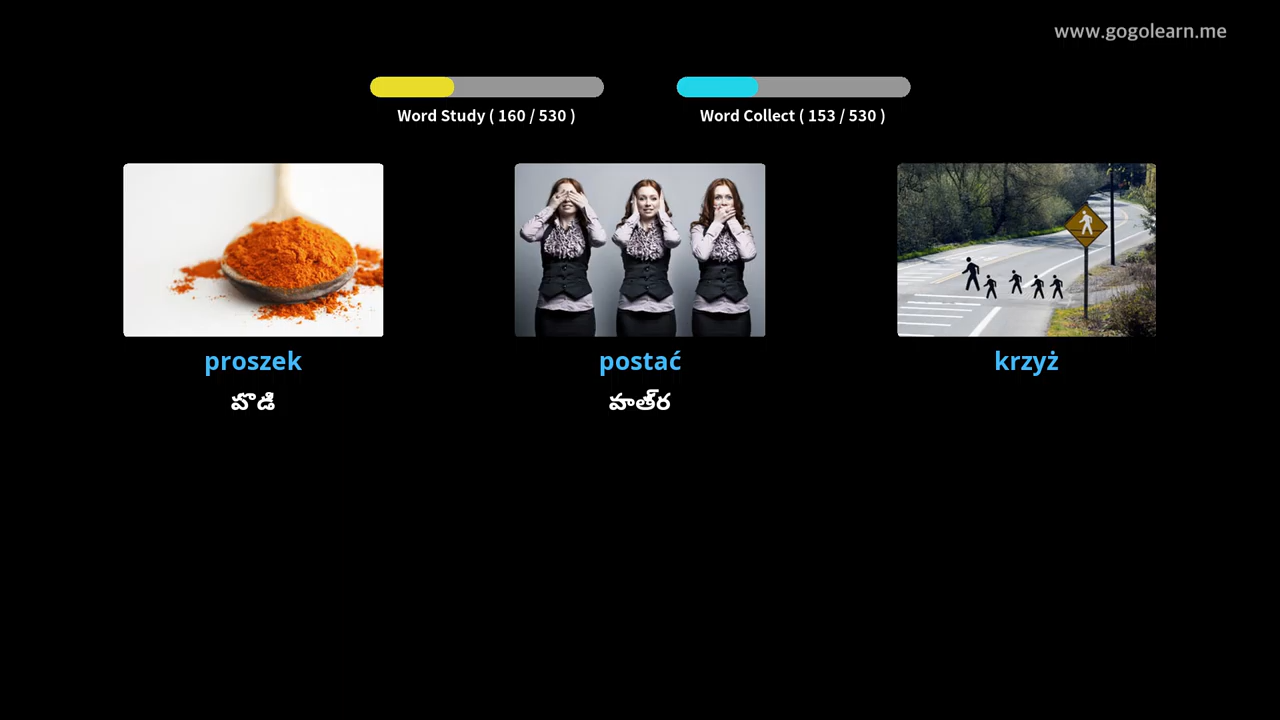 www.gogolearn.me
Word Study ( 160 / 530 )
Word Collect ( 153 / 530 )
proszek
postać
krzyż
పొడి
పాత్ర